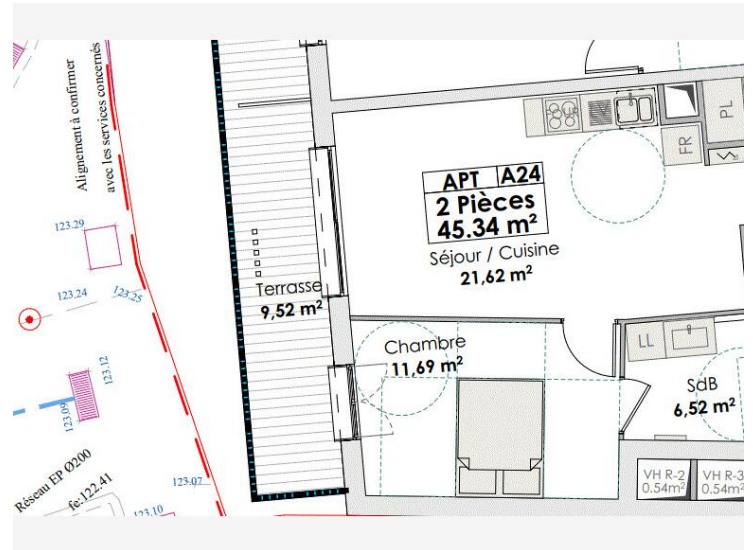 Alignement à confirmer
avec les services concernés
123.29
123.24
123.25
123.12
123.09
Réseau EP Ø200
fe:122.41
123.07
123.10
Terrasse
9,52 m²
APT A24
2 Pièces
45.34 m²
Séjour / Cuisine
21,62 m²
FR
PL
Chambre
11,69 m²
LL
SdB
6,52 m²
VH R-2
0.54m²
VH R-3
0.54m²